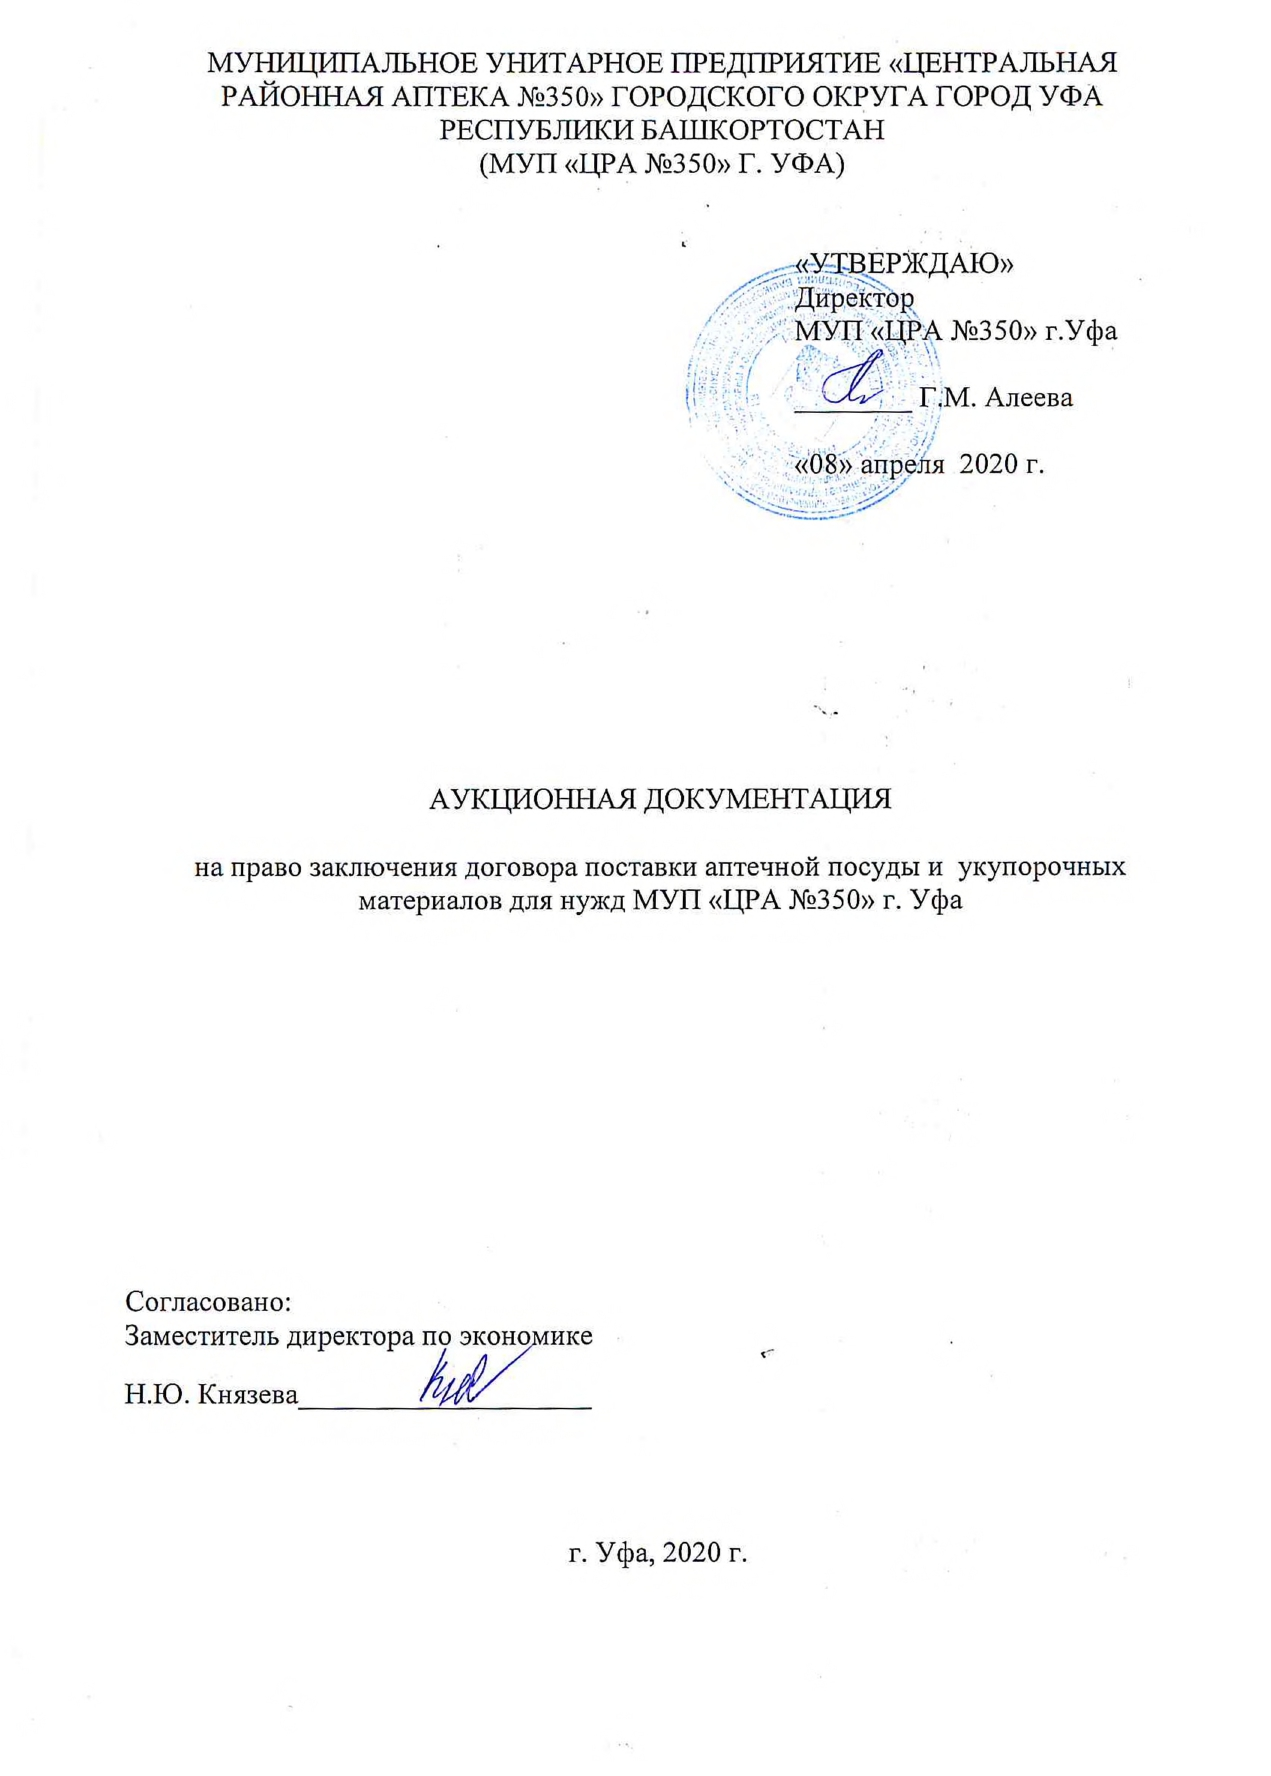 МУНИЦИПАЛЬНОЕ УНИТАРНОЕ ПРЕДПРИЯТИЕ «ЦЕНТРАЛЬНАЯ
РАЙОННАЯ АПТЕКА №350» ГОРОДСКОГО ОКРУГА ГОРОД УФА
РЕСПУБЛИКИ БАШКОРТОСТАН
(МУП «ЦРА №350» Г. УФА)
«УТВЕРЖДАЮ»
Директор
МУП «ЦРА №350» г.Уфа
________ Г.М. Алеева
«08» апреля 2020 г.
АУКЦИОННАЯ ДОКУМЕНТАЦИЯ
на право заключения договора поставки аптечной посуды и укупорочных
материалов для нужд МУП «ЦРА №350» г. Уфа
Согласовано:
Заместитель директора по экономике
Н.Ю. Князева____________________
г. Уфа, 2020 г.